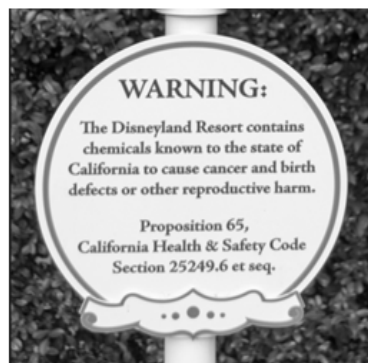 WARNING:
The Disneyland Resort contains
chemicals known to the state of
California to cause cancer and birth
defects or other reproductive harm.
Proposition 65,
California Health & Safety Code
Section 25249.6 et seq.